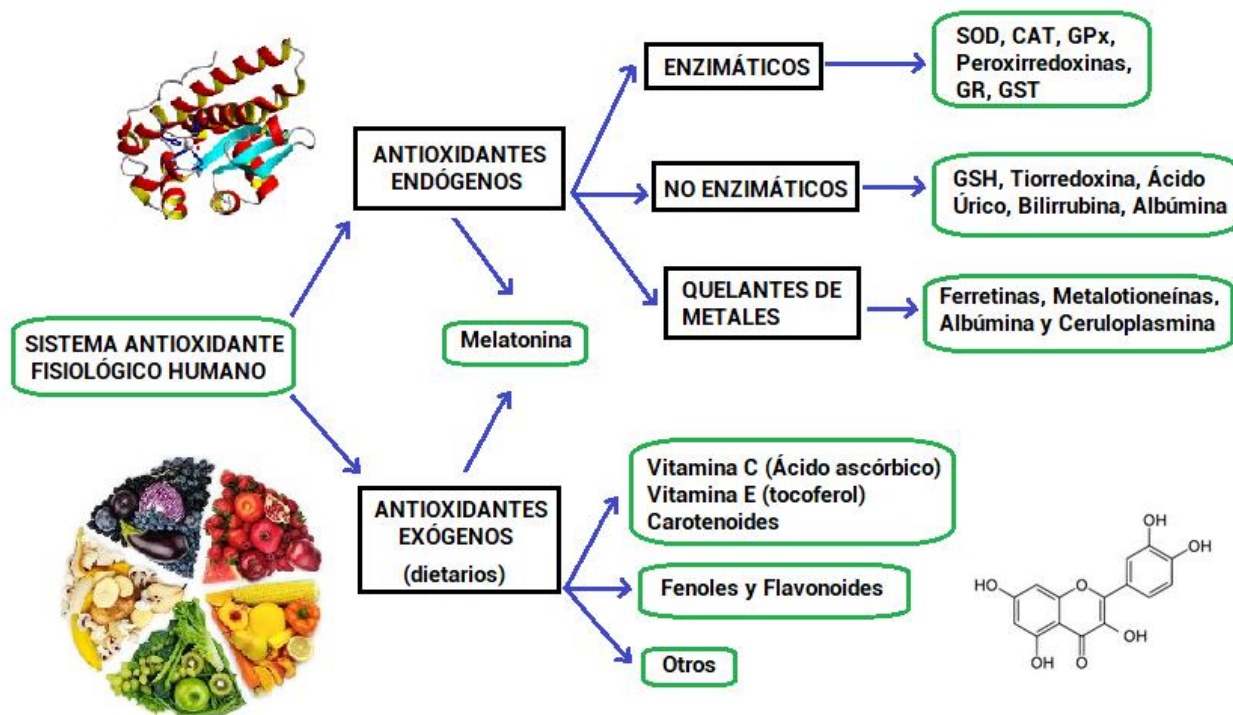 SOD, CAT, GPx,
Peroxirredoxinas,
GR, GST
ENZIMÁTICOS
ANTIOXIDANTES
ENDÓGENOS
NO ENZIMÁTICOS
GSH, Tiorredoxina, Ácido
Úrico, Bilirrubina, Albúmina
QUELANTES DE
METALES
Ferretinas, Metalotioneínas,
Albúmina y Ceruloplasmina
SISTEMA ANTIOXIDANTE
FISIOLÓGICO HUMANO
Melatonina
ANTIOXIDANTES
EXÓGENOS
(dietarios)
Vitamina C (Ácido ascórbico)
Vitamina E (tocoferol)
Carotenoides
Fenoles y Flavonoides
Otros
OH
OH
HO
O
OH
OH
O